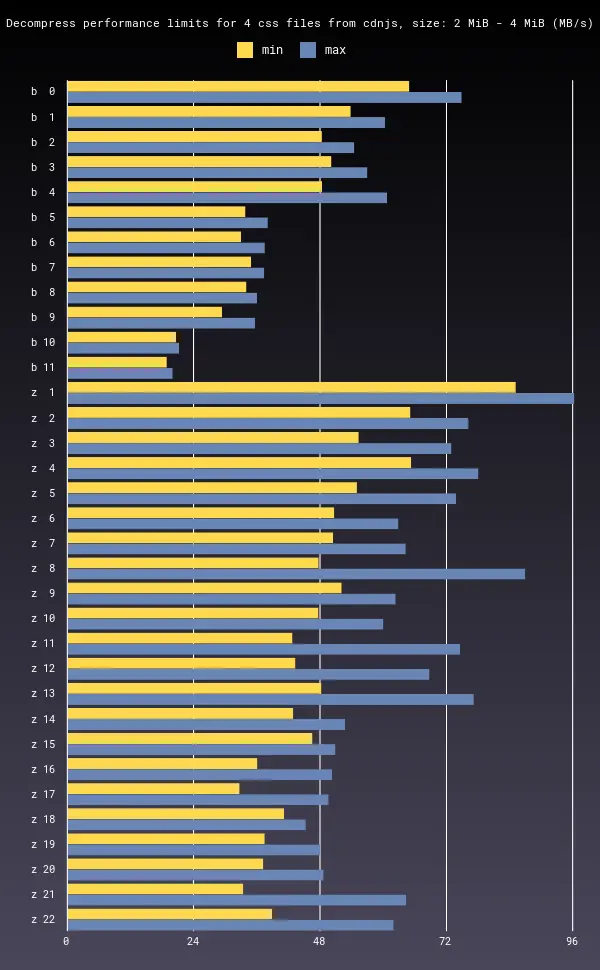 Decompress performance limits for 4 css files from cdnjs, size: 2 MiB - 4 MiB (MB/s)
min max
b 0
b 1
b 2
b 3
b 4
b 5
b 6
b 7
b 8
b 9
b 10
b 11
z 1
z 2
z 3
z 4
z 5
z 6
z 7
z 8
z 9
z 10
z 11
z 12
z 13
z 14
z 15
z 16
z 17
z 18
z 19
z 20
z 21
z 22
0 24 48 72 96